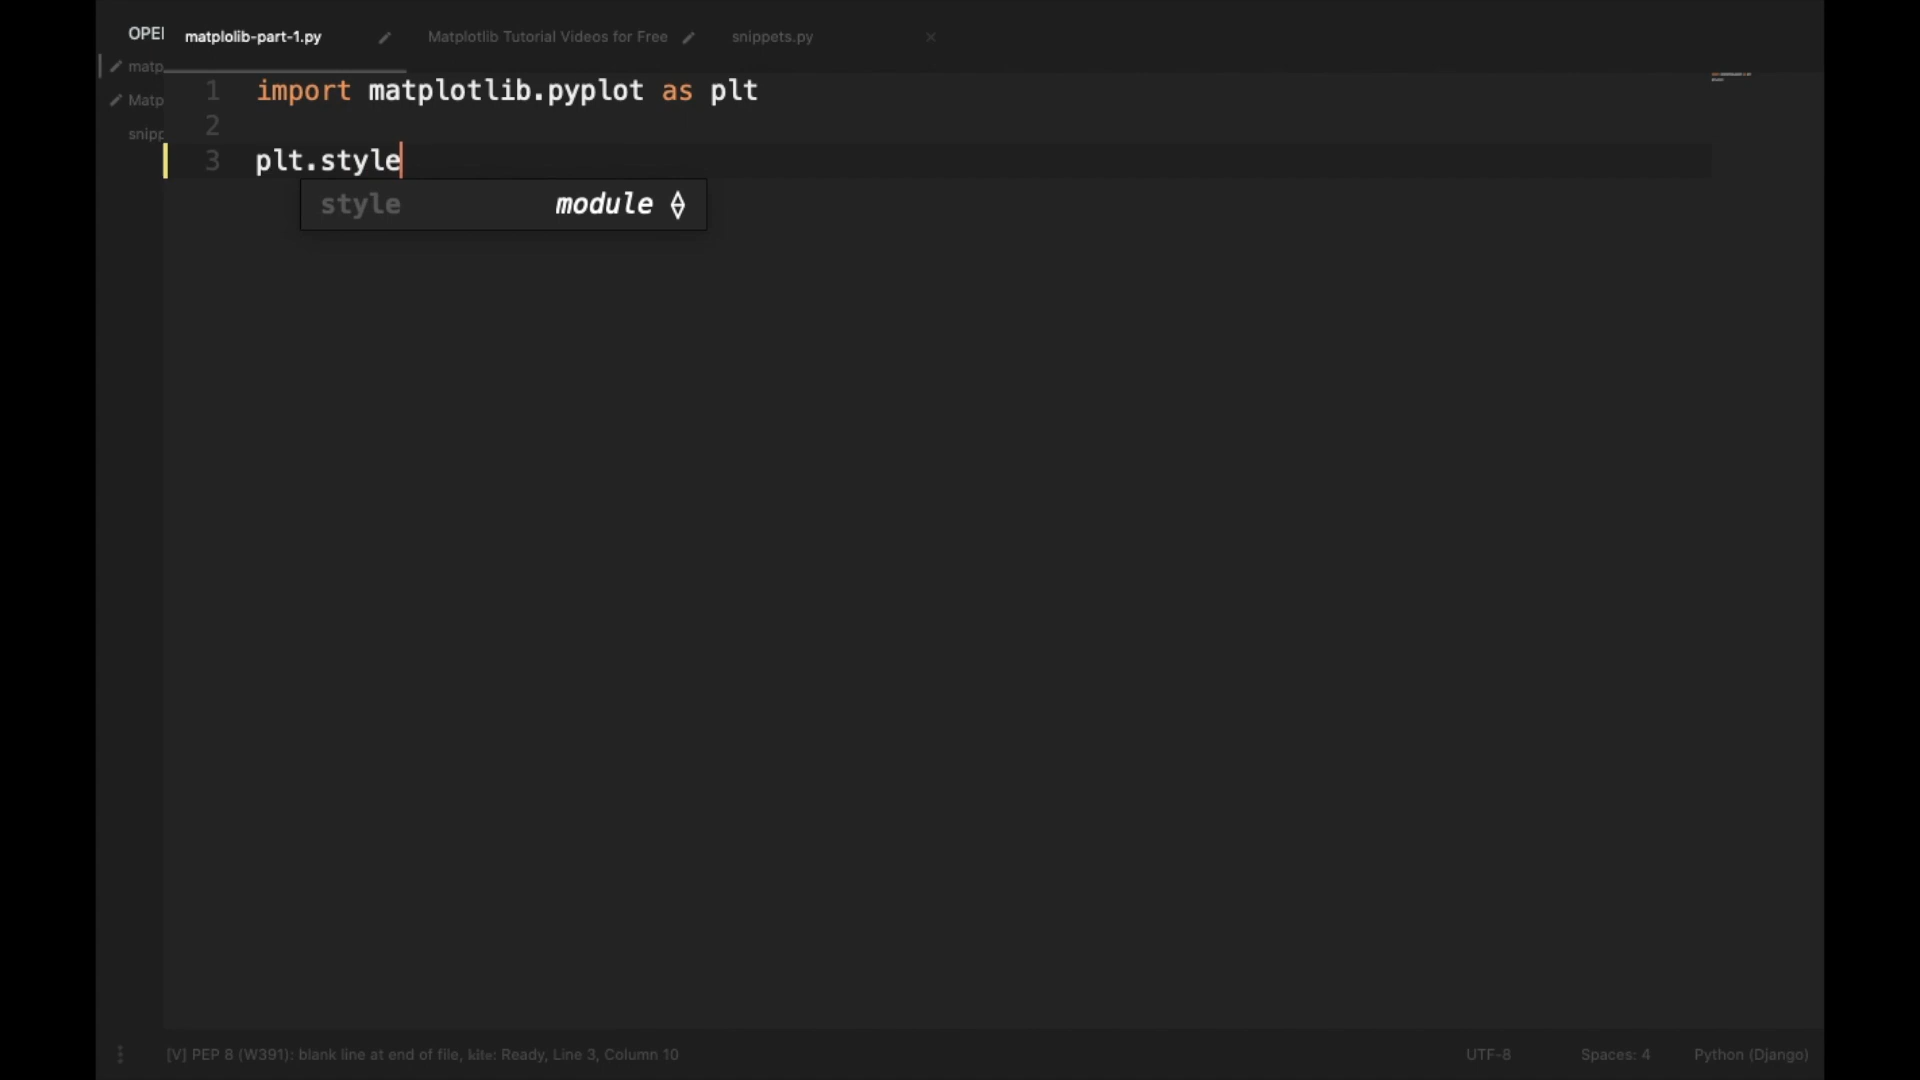 OPEI
matplolib-part-1.py
Matplotlib Tutorial Videos for Free
snippets.py
matp
Matp
snipp
1 import matplotlib.pyplot as plt
2
3 plt.style
style module
[V] PEP 8 (W391): blank line at end of file, kite: Ready, Line 3, Column 10
UTF-8
Spaces: 4
Python (Django)